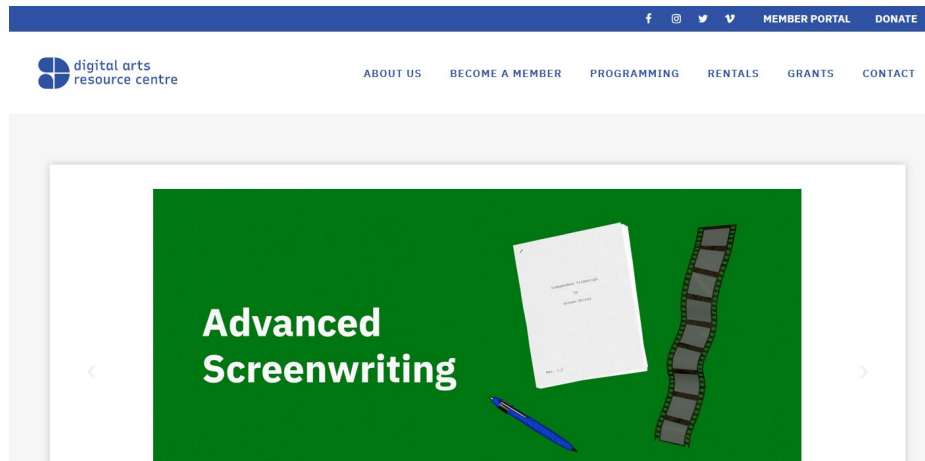 MEMBER PORTAL DONATE
digital arts
resource centre
ABOUT US BECOME A MEMBER PROGRAMMING RENTALS GRANTS CONTACT
Advanced
Screenwriting